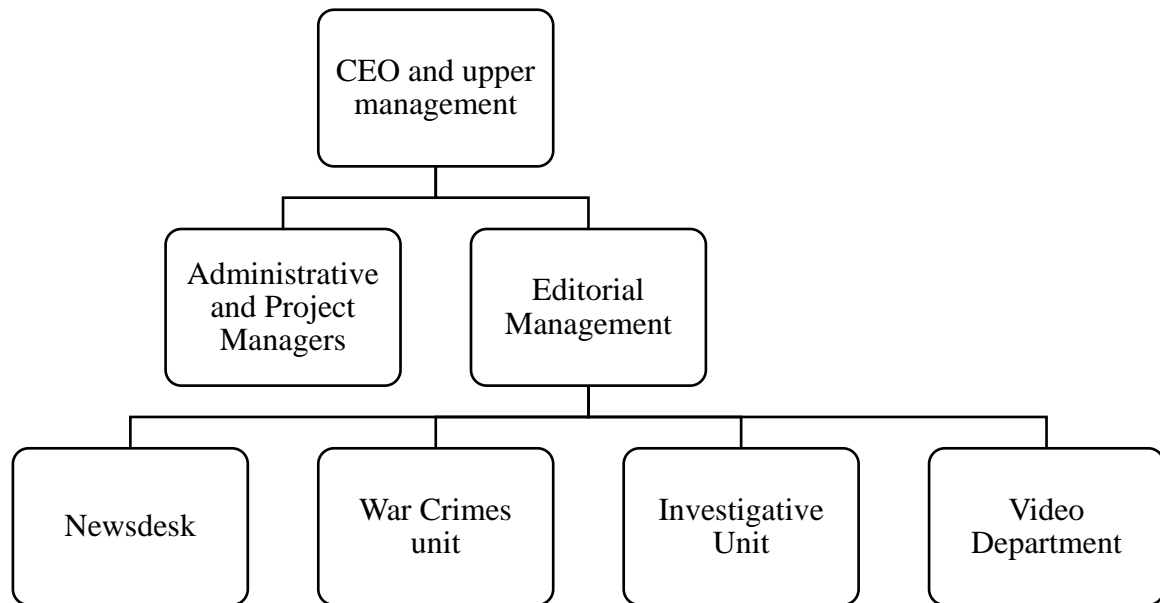 CEO and upper
management
Administrative
and Project
Managers
Editorial
Management
Newsdesk
War Crimes
unit
Investigative
Unit
Video
Department